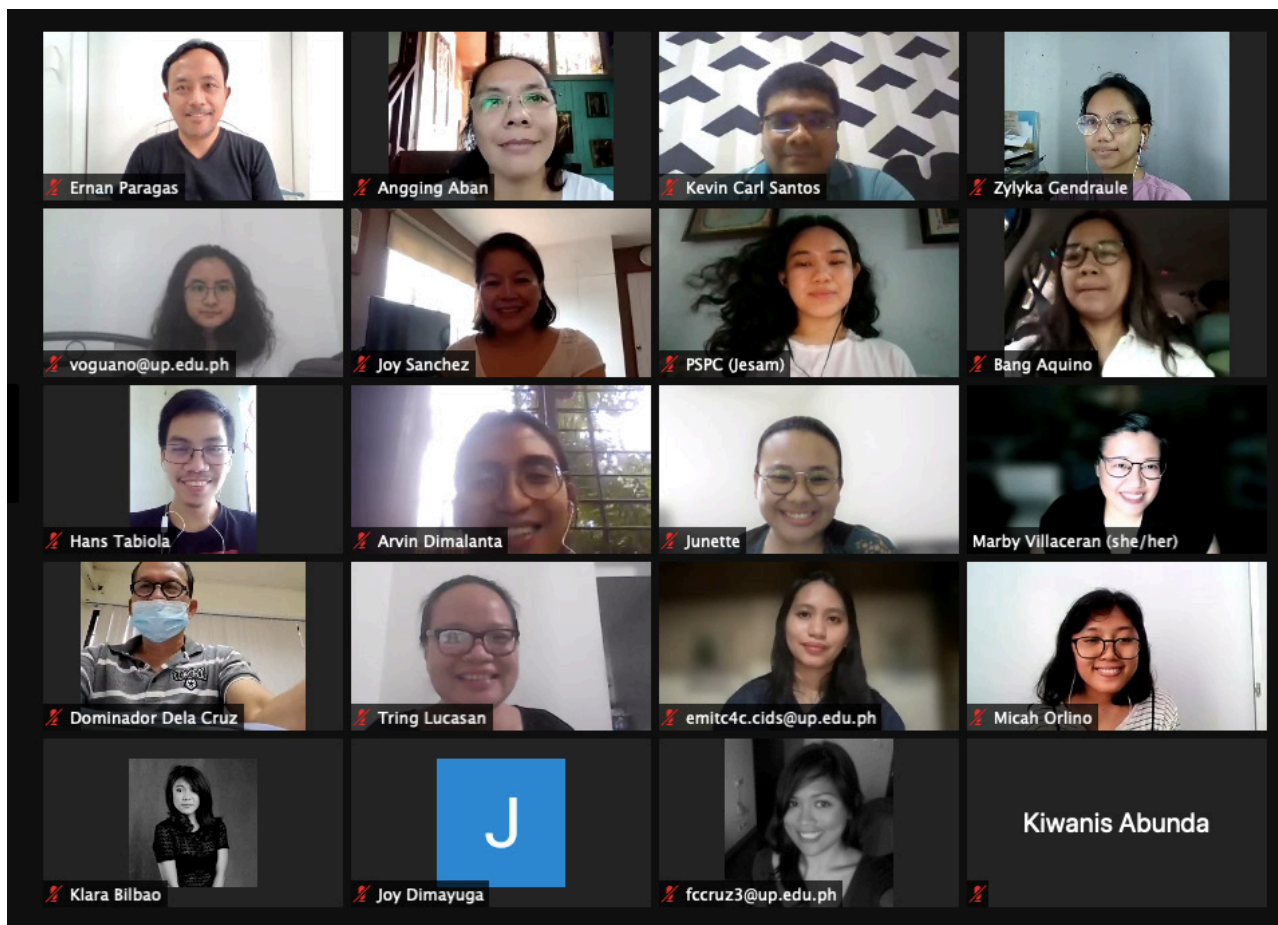 Ernan Paragas
Angging Aban
Kevin Carl Santos
Zylyka Gendraule
voguano@up.edu.ph
Joy Sanchez
PSPC (Jesam)
Bang Aquino
Hans Tabiola
Arvin Dimalanta
Junette
Marby Villaceran (she/her)
Dominador Dela Cruz
Tring Lucasan
emitc4c.cids@up.edu.ph
Micah Orlino
Klara Bilbao
J
Joy Dimayuga
fccruz3@up.edu.ph
Kiwanis Abunda